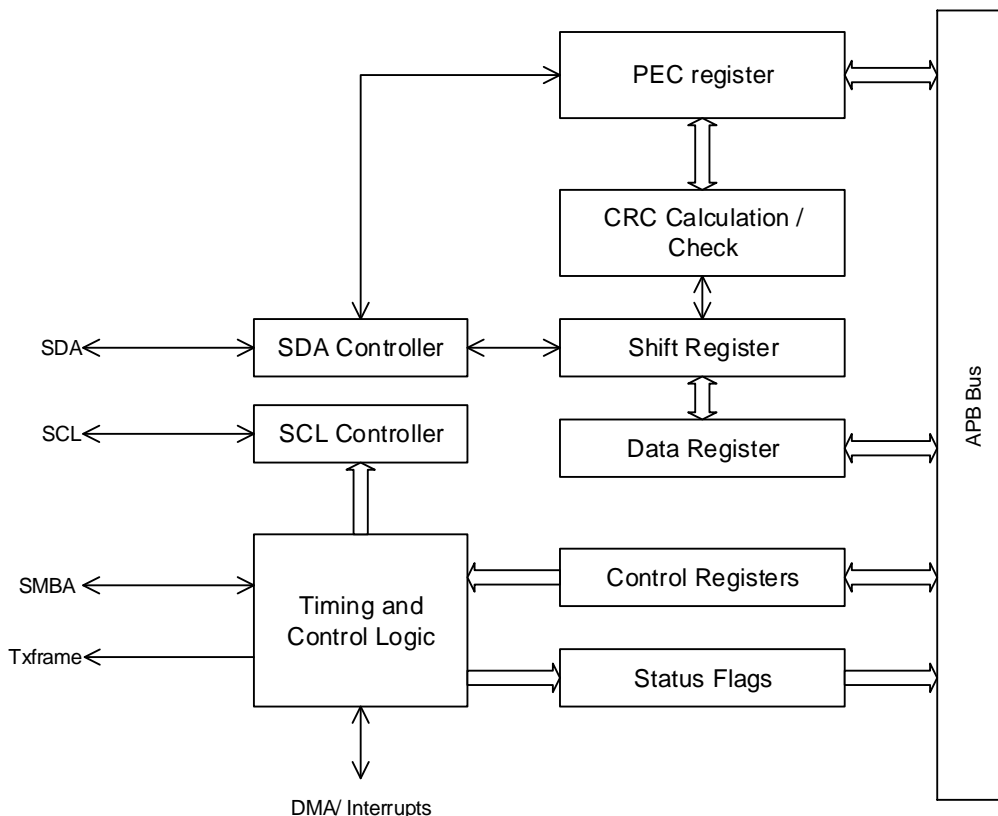 PEC register
CRC Calculation /
Check
SDA
SDA Controller
Shift Register
APB Bus
SCL
SCL Controller
Data Register
SMBA
Timing and
Control Logic
Control Registers
Txframe
Status Flags
DMA/ Interrupts